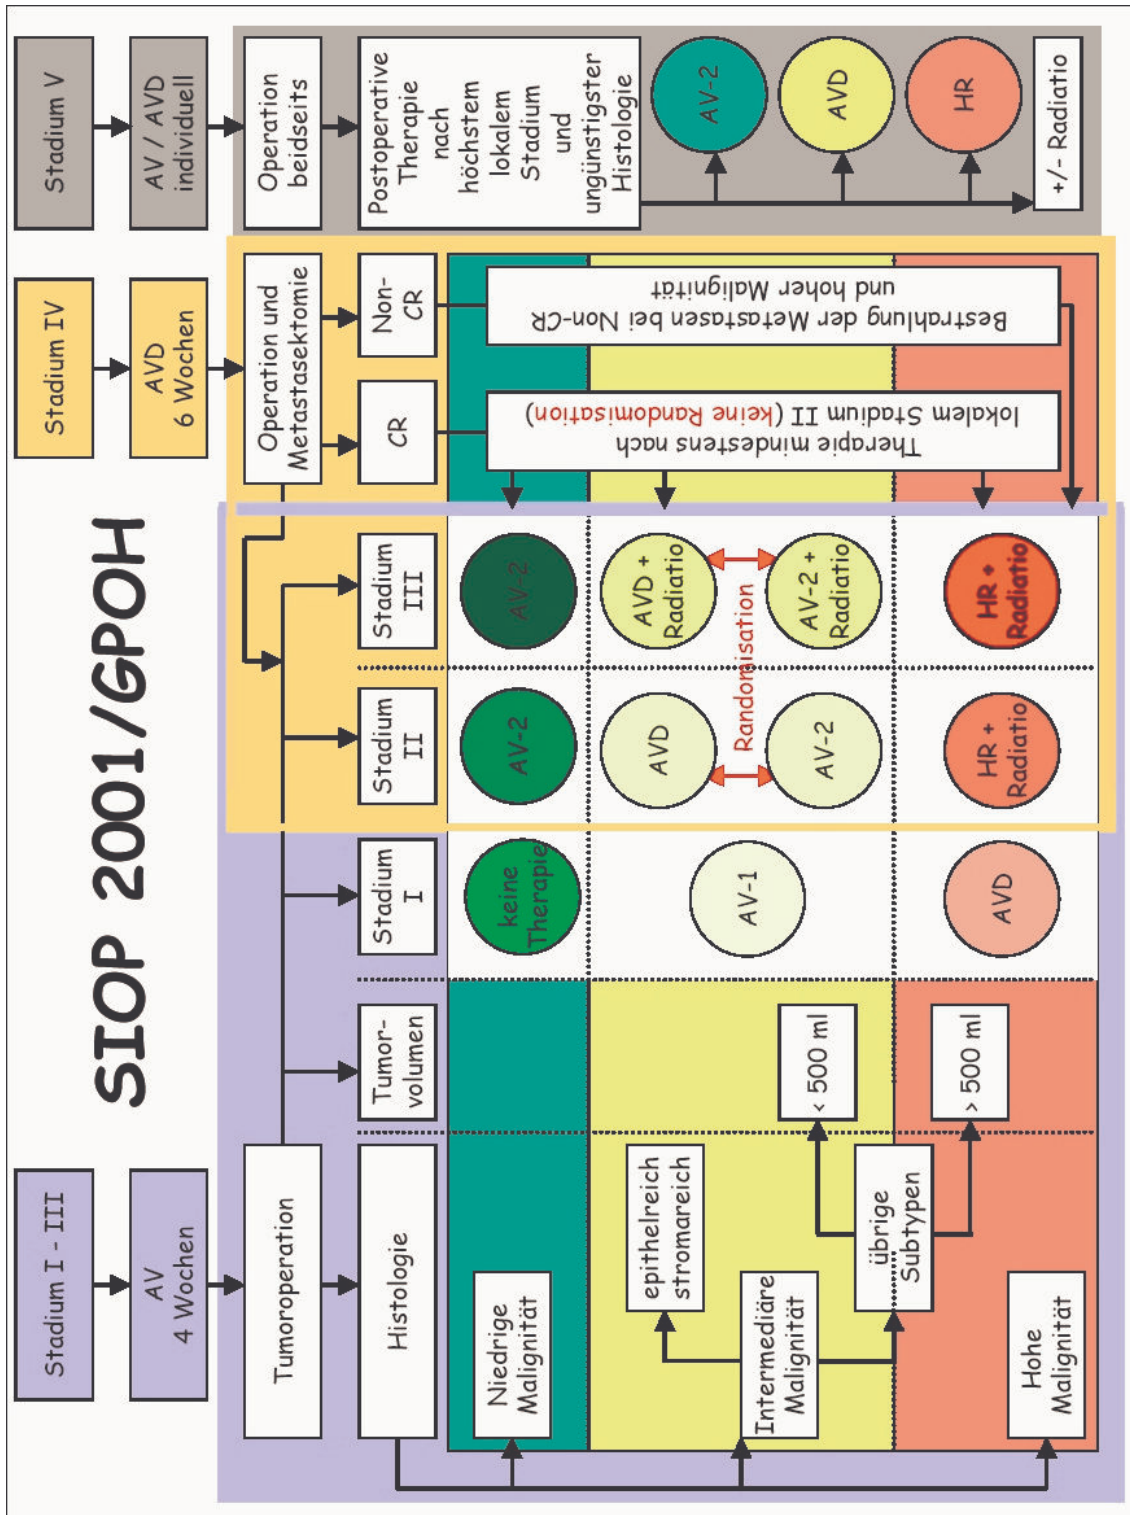 SIOP 2001/GPOH
Stadium I - III
AV
4 Wochen
Tumoroperation
Histologie
Tumor-
volumen
Stadium
I
Stadium
II
Stadium
III
Stadium IV
AVD
6 Wochen
Operation und
Metastasektomie
CR
Non-
CR
Stadium V
AV / AVD
individuell
Operation
beidseits
Postoperative
Therapie
nach
höchstem
lokalem
Stadium
und
ungünstigster
Histologie
AV-2
AVD
HR
+/- Radiatio
Niedrige
Malignität
keine
Therapie
AV-2
AV-2
Intermediäre
Malignität
epithelreich
stromareich
übrige
Subtypen
< 500 ml
> 500 ml
AV-1
AVD
AV-2
Randomisation
AVD +
Radiatio
AV-2 +
Radiatio
Hohe
Malignität
AVD
HR +
Radiatio
HR +
Radiatio
Therapie mindestens nach
lokalem Stadium II (keine Randomisation)
Bestrahlung der Metastasen bei Non-CR
und hoher Malignität